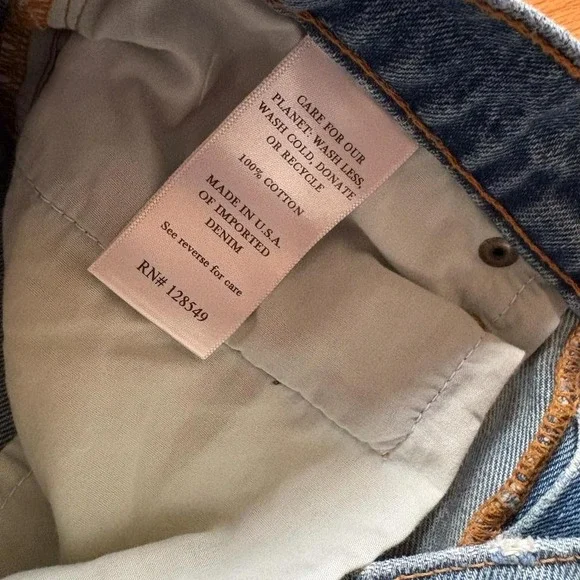 CARE FOR OUR
PLANET: WASH LESS,
WASH COLD, DONATE
OR RECYCLE
100% COTTON
MADE IN U.S.A.
OF IMPORTED
DENIM
See reverse for care
RN# 128549